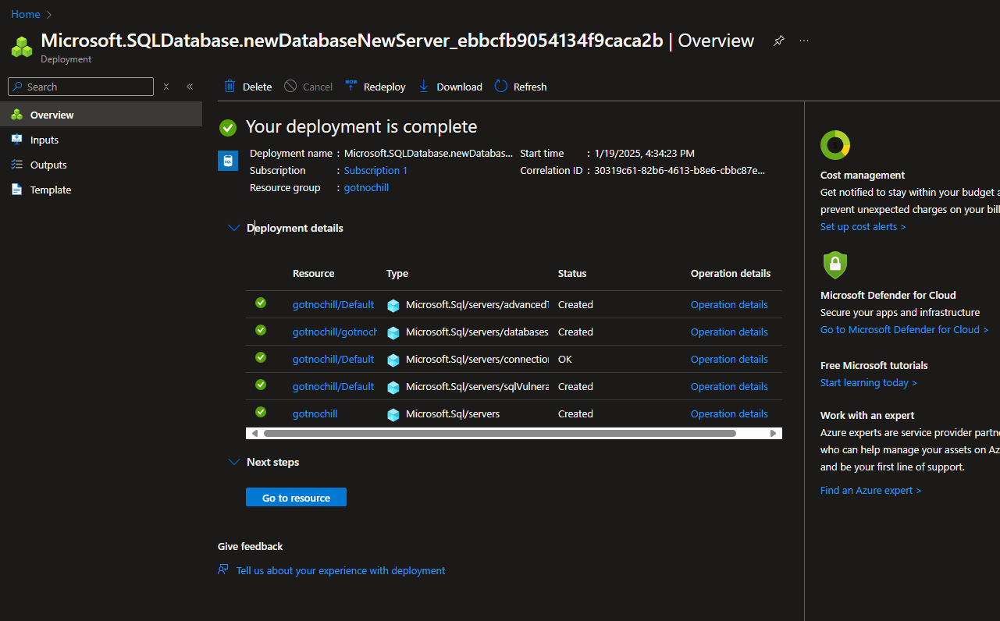 Home
Microsoft.SQLDatabase.newDatabaseNewServer_ebbcfb9054134f9caca2b | Overview
Deployment
Search
Overview
Inputs
Outputs
Template
Delete
Cancel
Redeploy
Download
Refresh
Your deployment is complete
SQL
Deployment name : Microsoft.SQLDatabase.newDatabas...
Subscription : Subscription 1
Resource group : gotnochill
Start time : 1/19/2025, 4:34:23 PM
Correlation ID : 30319c61-82b6-4613-b8e6-cbbc87e...
Deployment details
Resource Type Status Operation details
gotnochill/Default Microsoft.Sql/servers/advancedT Created Operation details
gotnochill/gotnoch Microsoft.Sql/servers/databases Created Operation details
gotnochill/Default Microsoft.Sql/servers/connection OK Operation details
gotnochill/Default Microsoft.Sql/servers/sqlVulnera Created Operation details
gotnochill Microsoft.Sql/servers Created Operation details
Next steps
Go to resource
Give feedback
Tell us about your experience with deployment
Cost management
Get notified to stay within your budget a
prevent unexpected charges on your bill
Set up cost alerts >
Microsoft Defender for Cloud
Secure your apps and infrastructure
Go to Microsoft Defender for Cloud >
Free Microsoft tutorials
Start learning today >
Work with an expert
Azure experts are service provider partne
who can help manage your assets on Az
and be your first line of support.
Find an Azure expert >